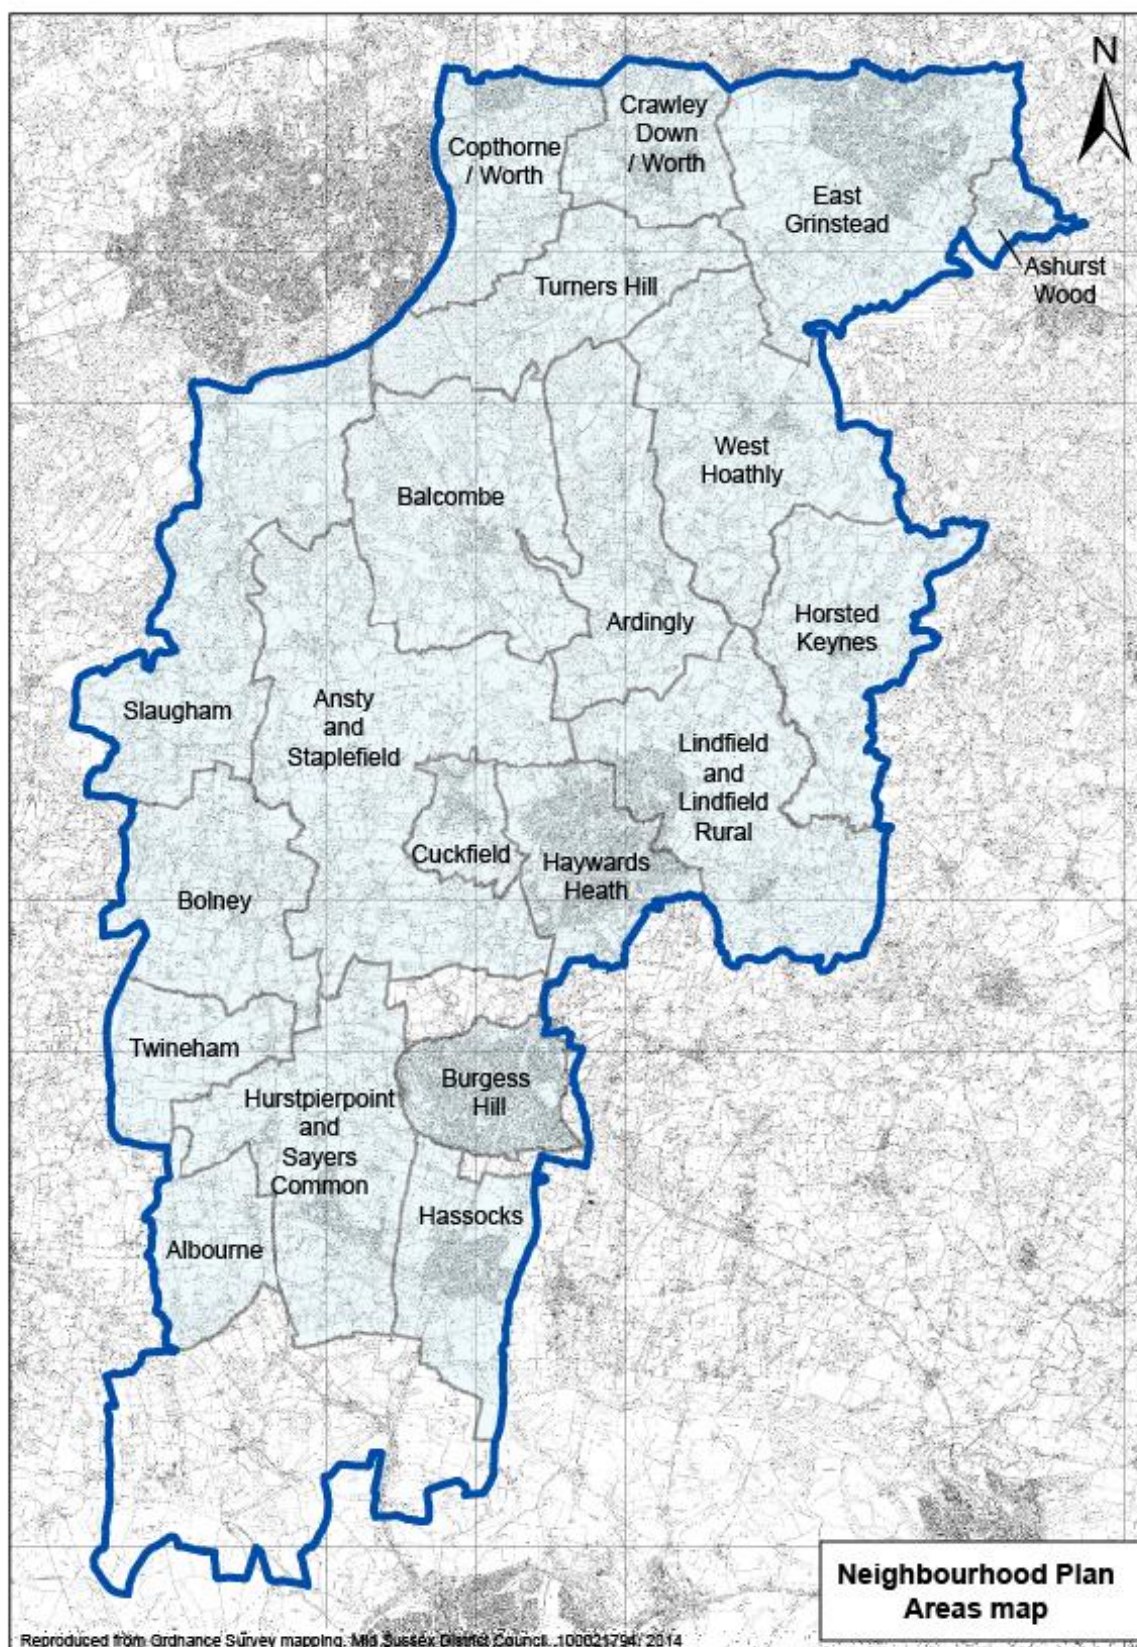 N
Crawley
Down
/ Worth
Copthorne
/ Worth
East
Grinstead
Ashurst
Wood
Turners Hill
West
Hoathly
Balcombe
Ardingly
Horsted
Keynes
Slaugham
Ansty
and
Staplefield
Lindfield
and
Lindfield
Rural
Cuckfield
Haywards
Heath
Bolney
Twineham
Burgess
Hill
Hurstpierpoint
and
Sayers
Common
Hassocks
Albourne
Neighbourhood Plan
Areas map
Reproduced from Ordnance Survey mapping. Mid Sussex District Council. 100021794, 2014